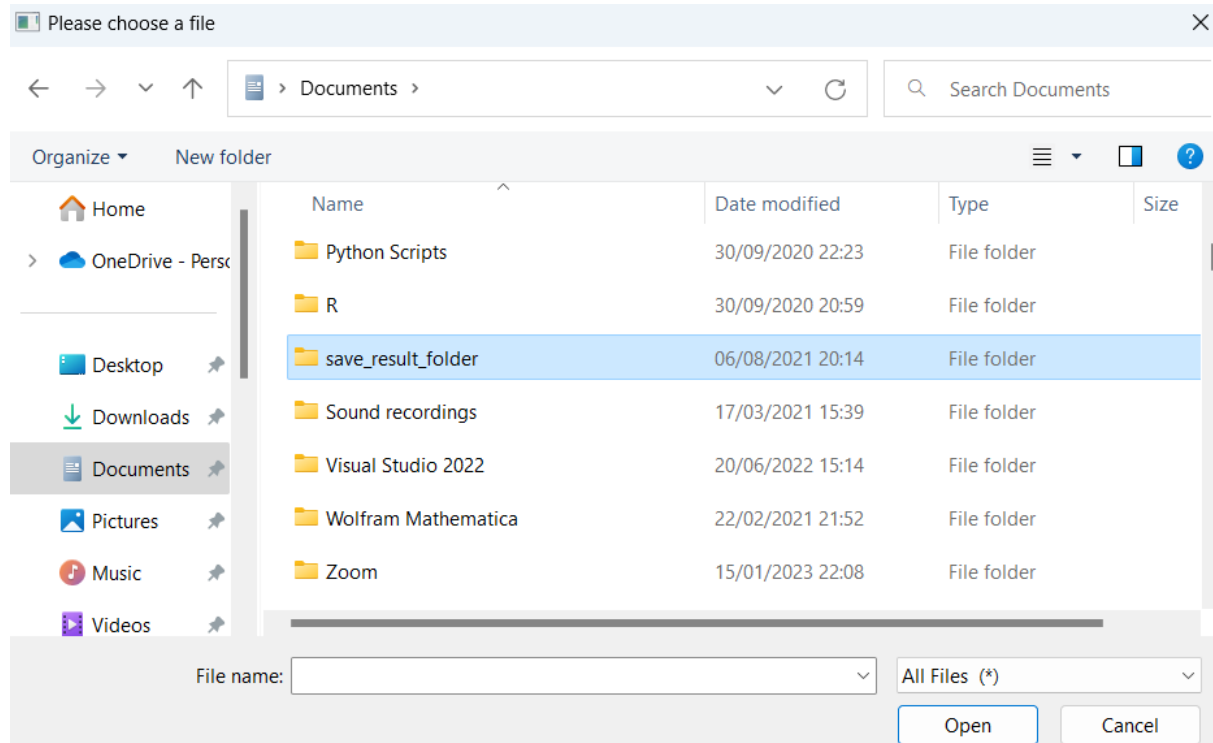 Please choose a file
Documents
Search Documents
Organize
New folder
Home
OneDrive - Perso
Desktop
Downloads
Documents
Pictures
Music
Videos
Name Date modified Type Size
Python Scripts 30/09/2020 22:23 File folder
R 30/09/2020 20:59 File folder
save_result_folder 06/08/2021 20:14 File folder
Sound recordings 17/03/2021 15:39 File folder
Visual Studio 2022 20/06/2022 15:14 File folder
Wolfram Mathematica 22/02/2021 21:52 File folder
Zoom 15/01/2023 22:08 File folder
File name:
All Files (*)
Open
Cancel